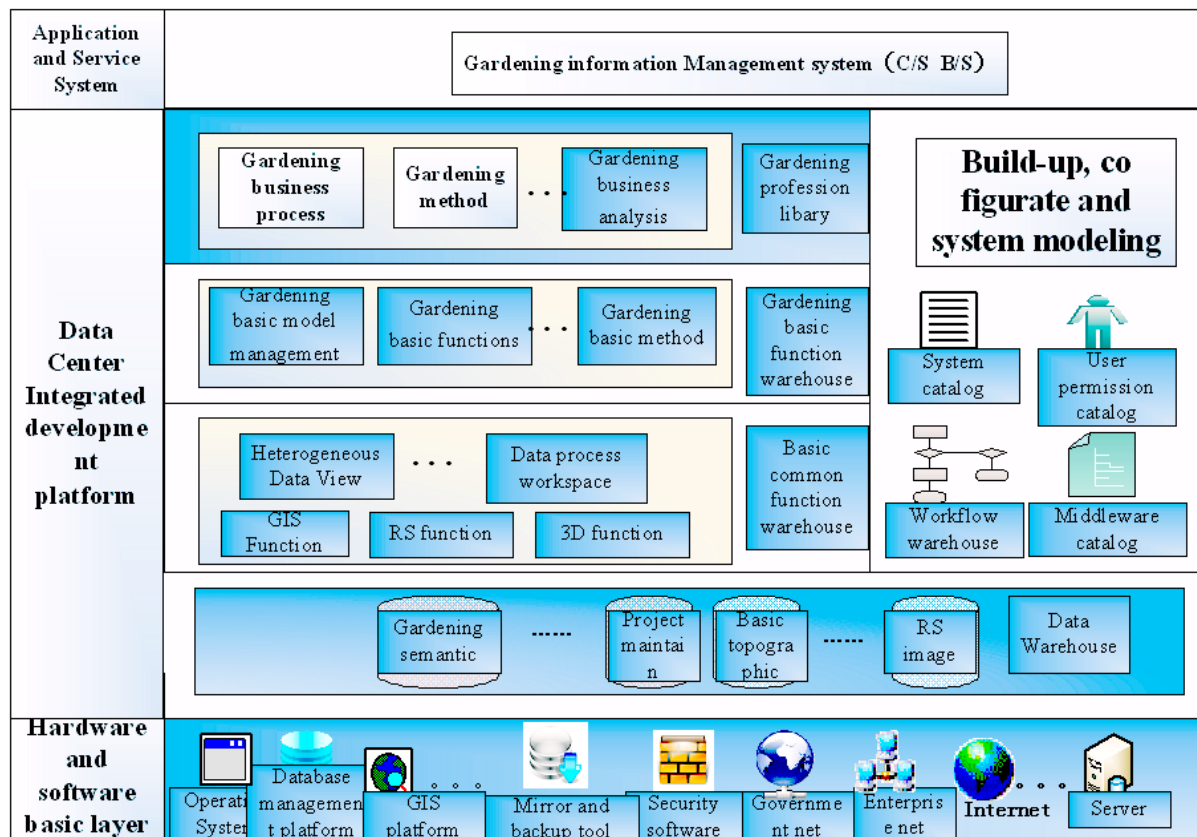 Application
and Service
System
Gardening information Management system (C/S B/S)
Data
Center
Integrated
developme
nt
platform
Gardening
business
process
Gardening
method
...
Gardening
business
analysis
Gardening
profession
libary
Gardening
basic model
management
Gardening
basic functions
...
Gardening
basic method
Gardening
basic
function
warehouse
Heterogeneous
Data View
...
Data process
workspace
GIS
Function
RS function
3D function
Basic
common
function
warehouse
Build-up, co
figurate and
system modeling
System
catalog
User
permission
catalog
Workflow
warehouse
Middleware
catalog
Gardening
semantic
......
Project
maintai
n
Basic
topogra
phic
......
RS
image
Data
Warehouse
Hardware
and
software
basic layer
Operati
System
Database
managemen
t platform
GIS
platform
...
Mirror and
backup tool
Security
software
Governme
nt net
Enterpris
e net
Internet
...
Server